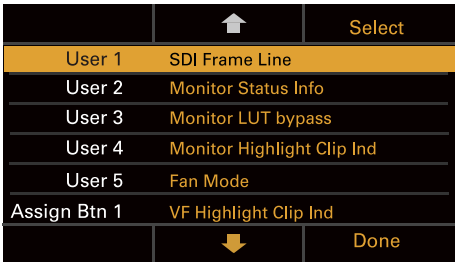 Select
User 1 SDI Frame Line
User 2 Monitor Status Info
User 3 Monitor LUT bypass
User 4 Monitor Highlight Clip Ind
User 5 Fan Mode
Assign Btn 1 VF Highlight Clip Ind
Done